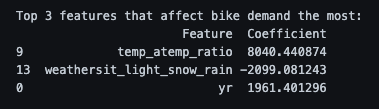 Top 3 features that affect bike demand the most:
Feature Coefficient
9 temp_atemp_ratio 8040.440874
13 weathersit_light_snow_rain -2099.081243
0 yr 1961.401296